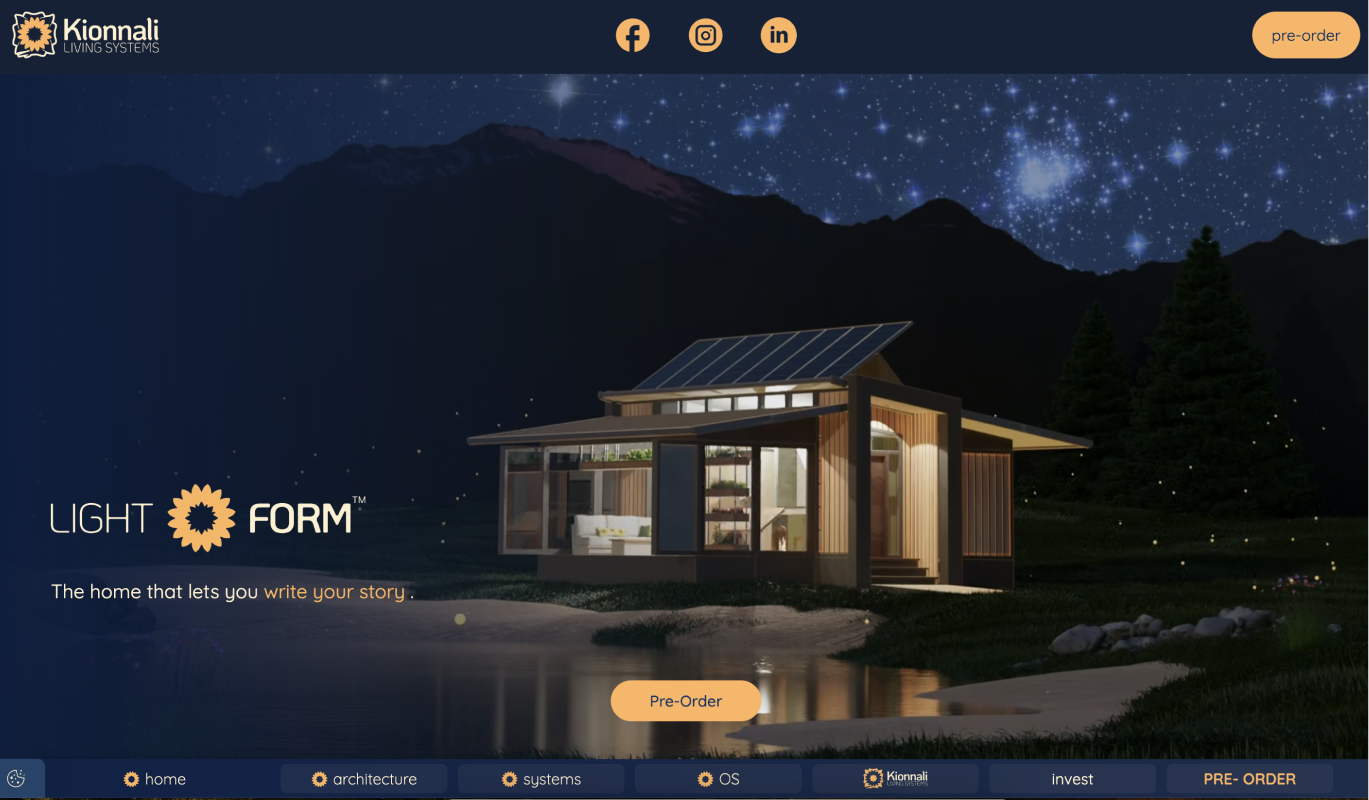 Kionnali
LIVING SYSTEMS
pre-order
LIGHT FORM™
The home that lets you write your story .
Pre-Order
home
architecture
systems
OS
Kionnali
LIVING SYSTEMS
invest
PRE- ORDER